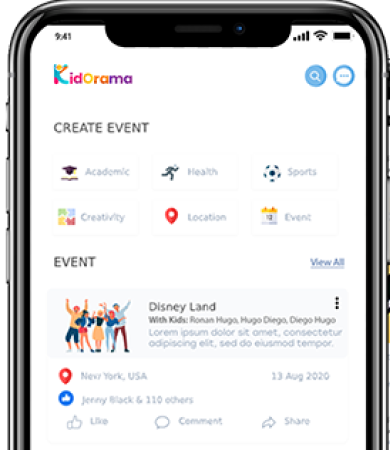 9:41
KidOrama
CREATE EVENT
Academic Health Sports
Creativity Location Event
EVENT View All
Disney Land
With Kids: Ronan Hugo, Hugo Diego, Diego Hugo
Lorem ipsum dolor sit amet, consectetur
adipiscing elit, sed do eiusmod tempor.
New York, USA 13 Aug 2020
Jenny Black & 110 others
Like Comment Share